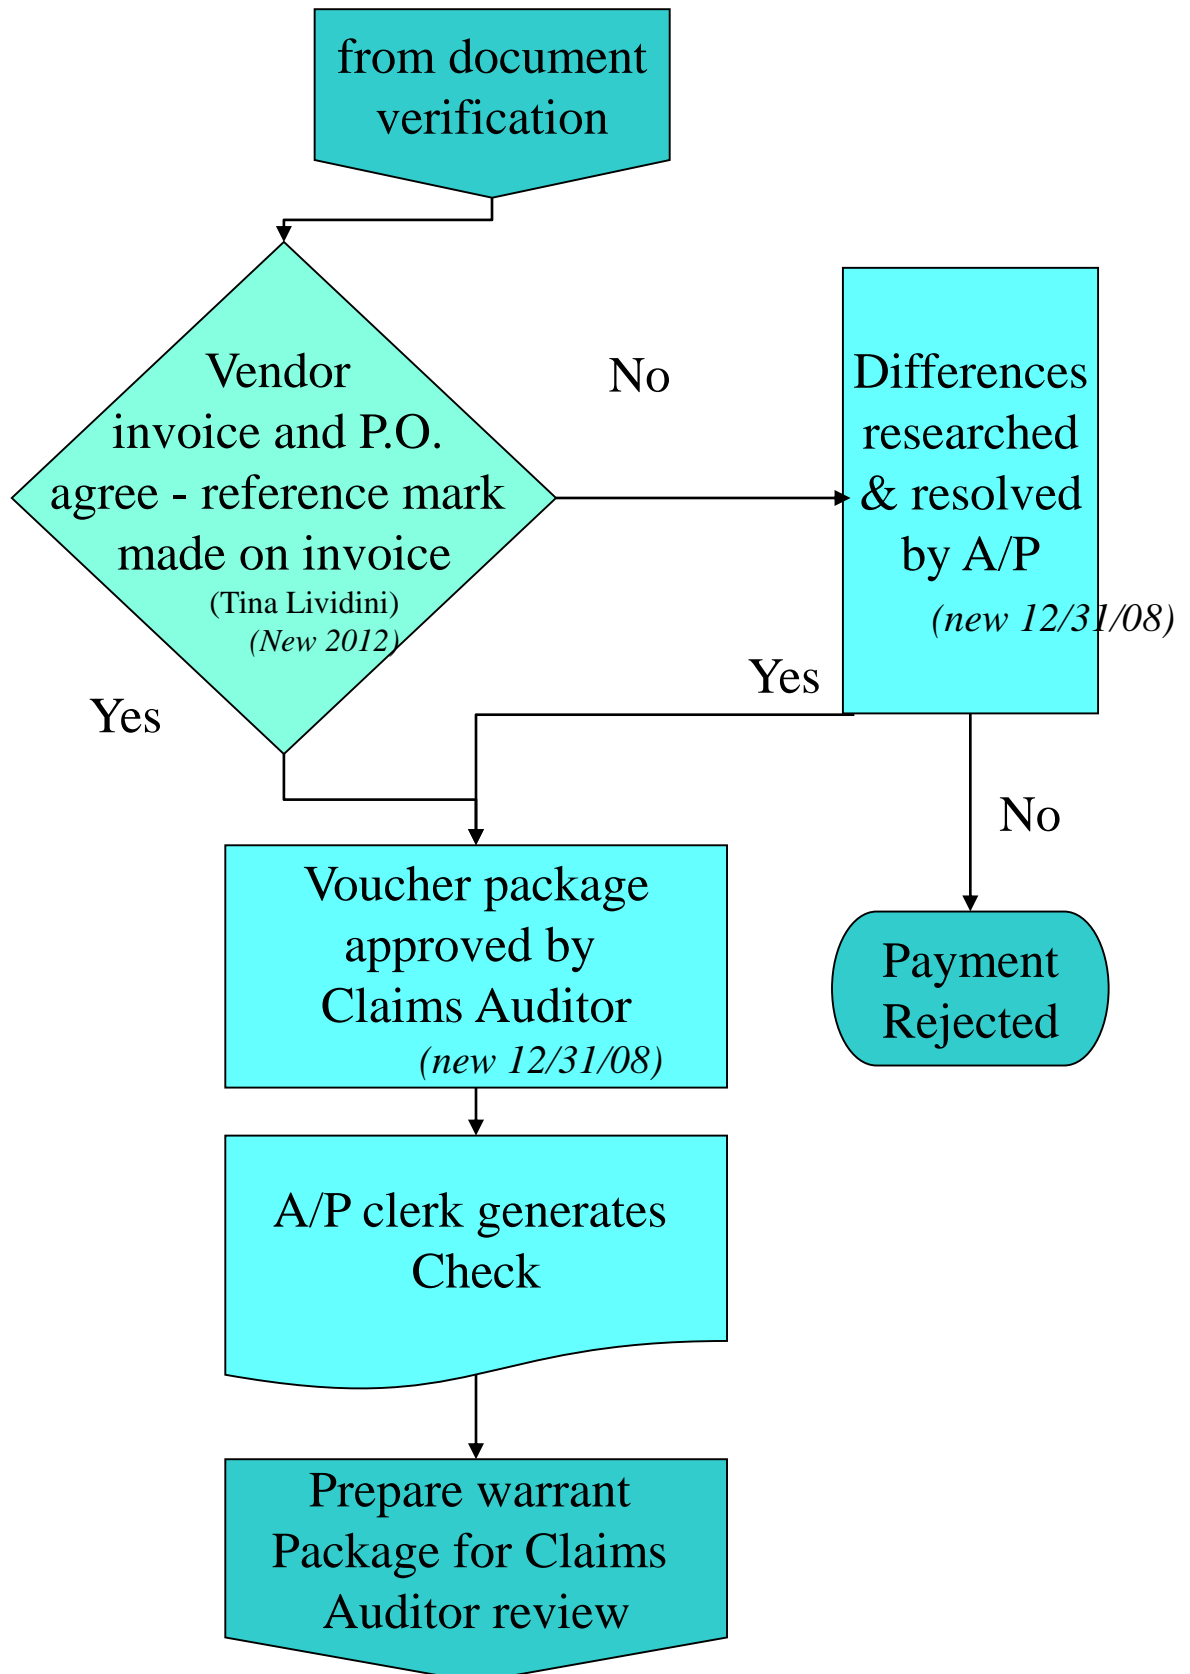 from document
verification
Vendor
invoice and P.O.
agree - reference mark
made on invoice
(Tina Lividini)
(New 2012)
No
Differences
researched
& resolved
by A/P
(new 12/31/08)
Yes
Yes
No
Voucher package
approved by
Claims Auditor
(new 12/31/08)
Payment
Rejected
A/P clerk generates
Check
Prepare warrant
Package for Claims
Auditor review